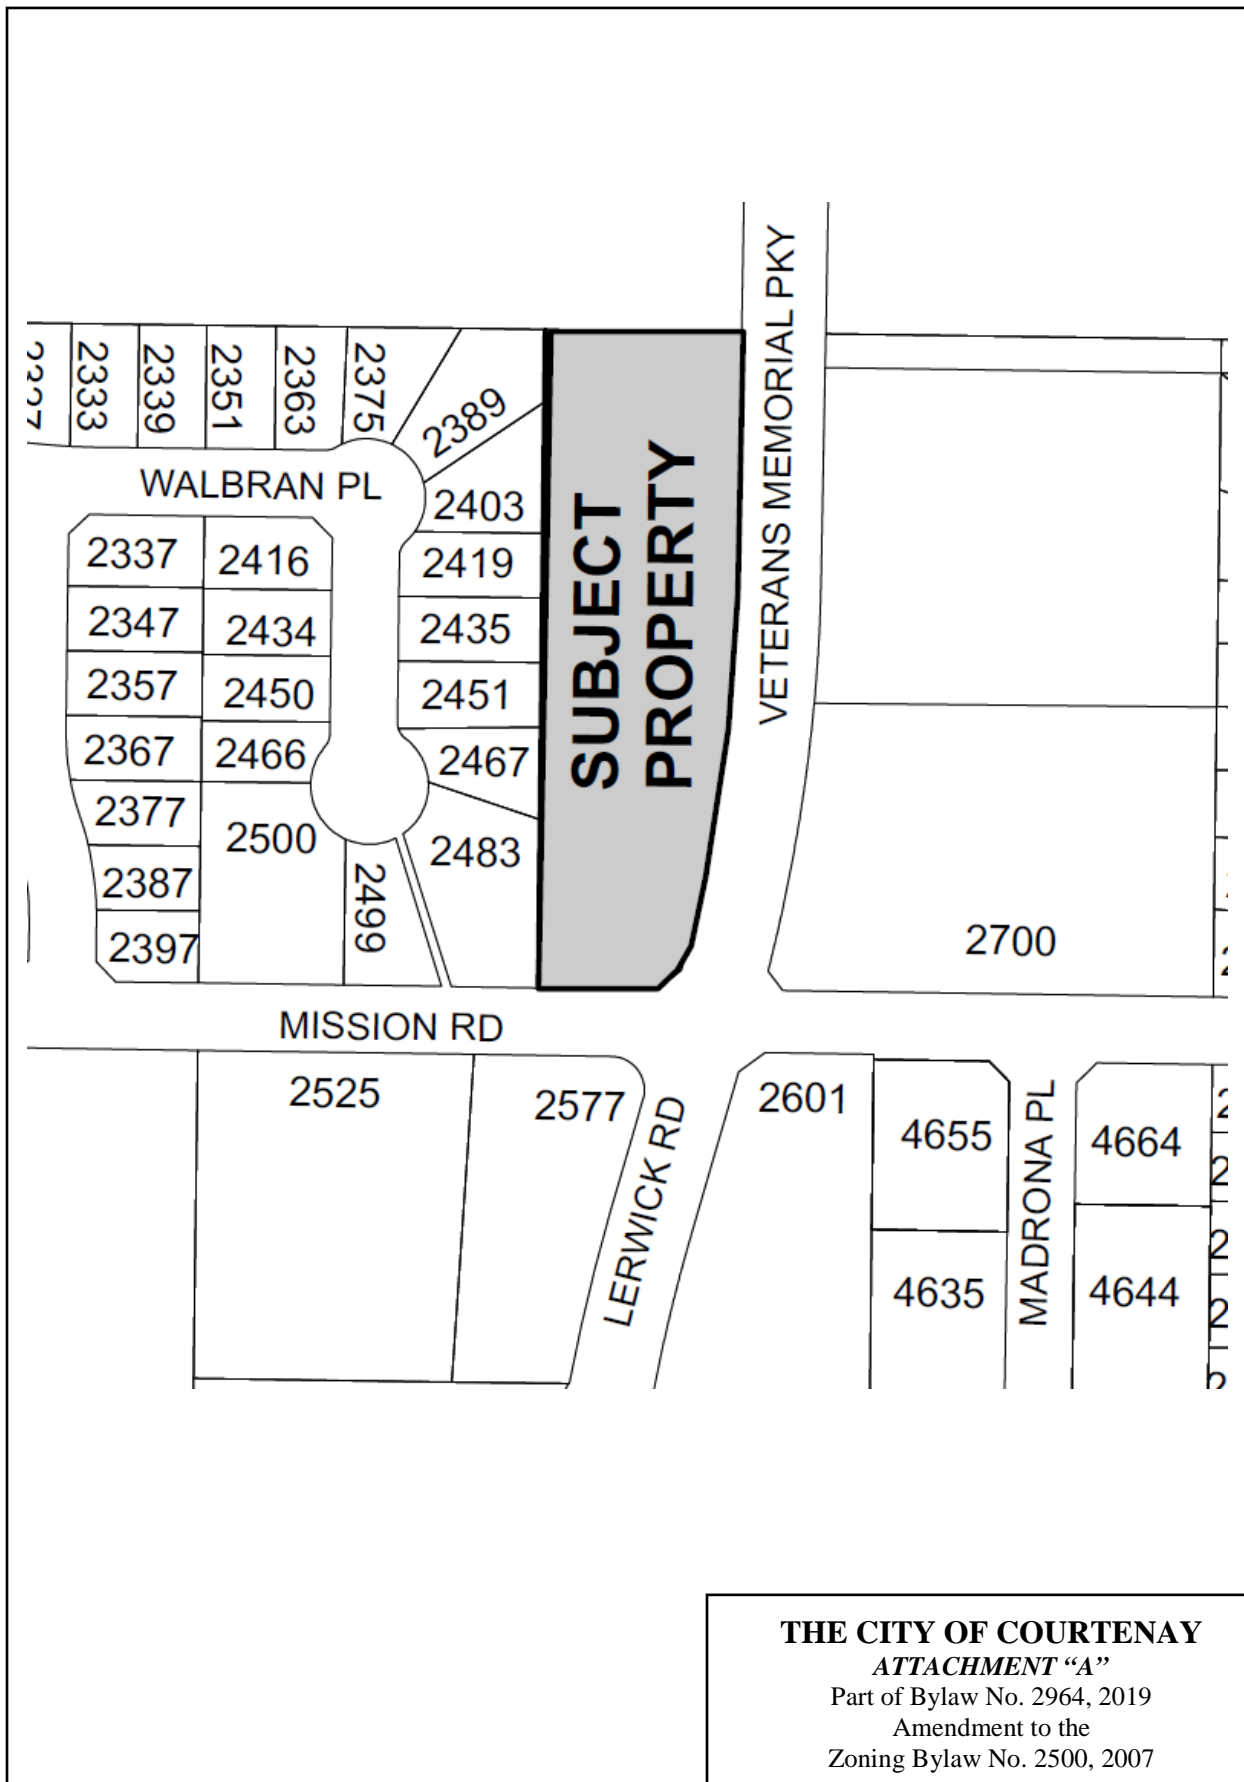 VETERANS MEMORIAL PKY
2333
2339
2351
2363
2375
2389
WALBRAN PL
2403
2337
2416
2419
SUBJECT
PROPERTY
2347
2434
2435
2357
2450
2451
2367
2466
2467
2377
2500
2483
2387
2499
2397
2700
MISSION RD
2525
2577
2601
LERWICK RD
4655
MADRONA PL
4664
4635
4644
THE CITY OF COURTENAY
ATTACHMENT “A”
Part of Bylaw No. 2964, 2019
Amendment to the
Zoning Bylaw No. 2500, 2007